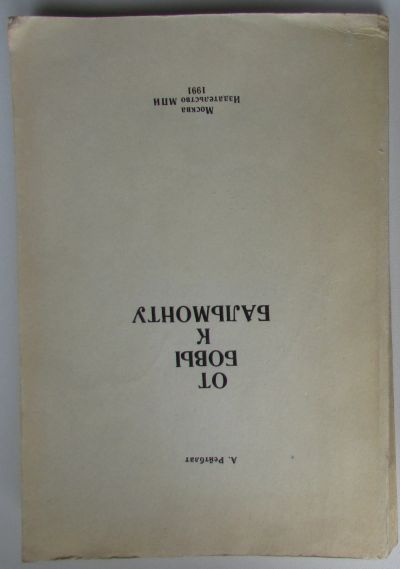 А. Рейтблат
ОТ
БОВЫ
К
БАЛЬМОНТУ
Москва
Издательство МПИ
1991